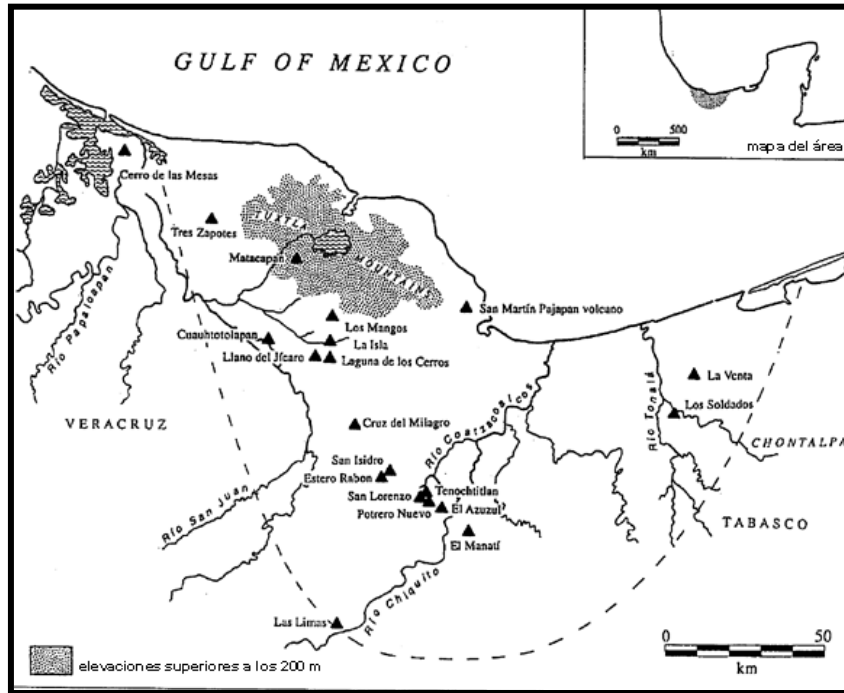 GULF OF MEXICO
0 500
km
mapa del área
Cerro de las Mesas
Tres Zapotes
TUXTLA
MOUNTAINS
Matacapan
San Martín Pajapan volcano
Los Mangos
Río Papaloapan
Cuauhtotolapan
La Isla
Llano del Jícaro
Laguna de los Cerros
La Venta
Los Soldados
Río Tonalá
VERACRUZ
Cruz del Milagro
Río Coatzacoalcos
CHONTALPA
San Isidro
Estero Rabon
Tenochtitlan
San Lorenzo
Potrero Nuevo
El Azuzul
Río San Juan
TABASCO
El Manatí
Río Chiquito
Las Limas
0 50
km
elevaciones superiores a los 200 m